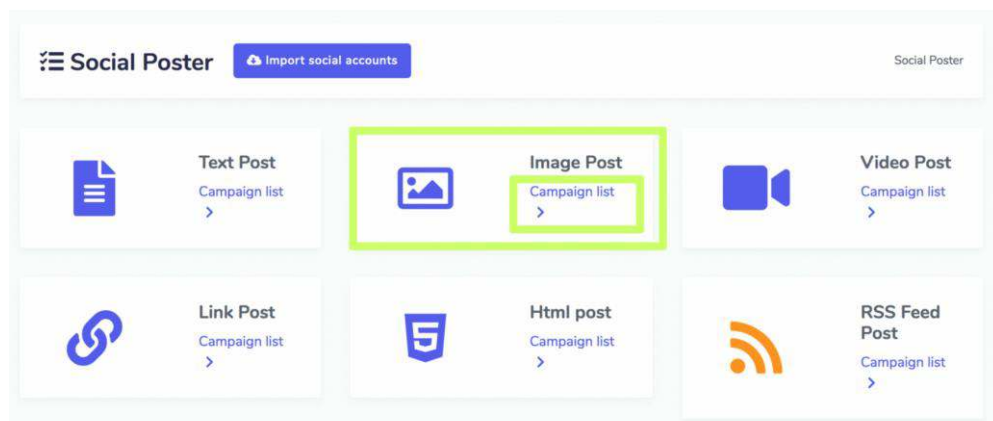 Social Poster
Import social accounts
Social Poster
Text Post
Campaign list
Image Post
Campaign list
Video Post
Campaign list
Link Post
Campaign list
Html post
Campaign list
RSS Feed
Post
Campaign list